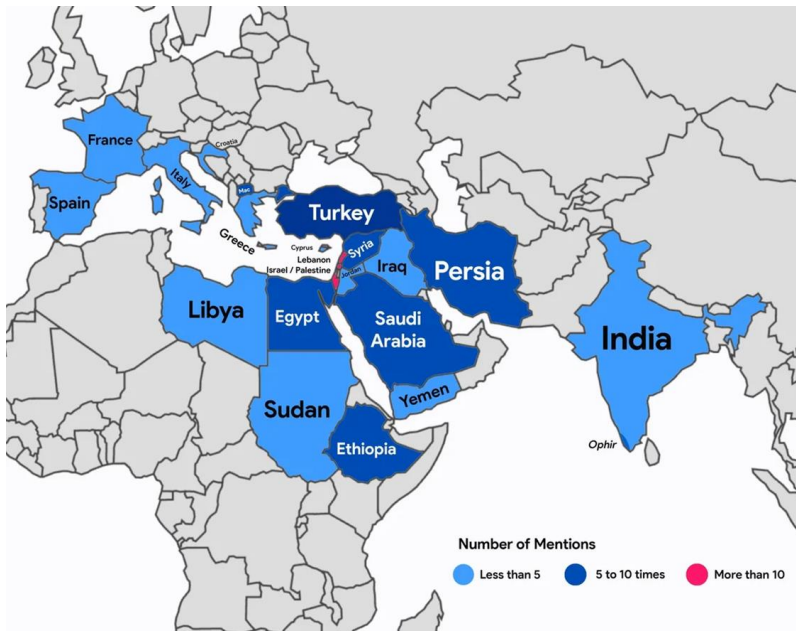 Croatia
France
Italy
Mac
Spain
Turkey
Greece
Cyprus
Syria
Lebanon
Israel / Palestine
Jordan
Iraq
Persia
Libya
Egypt
Saudi
Arabia
India
Yemen
Sudan
Ethiopia
Ophir
Number of Mentions
Less than 5
5 to 10 times
More than 10